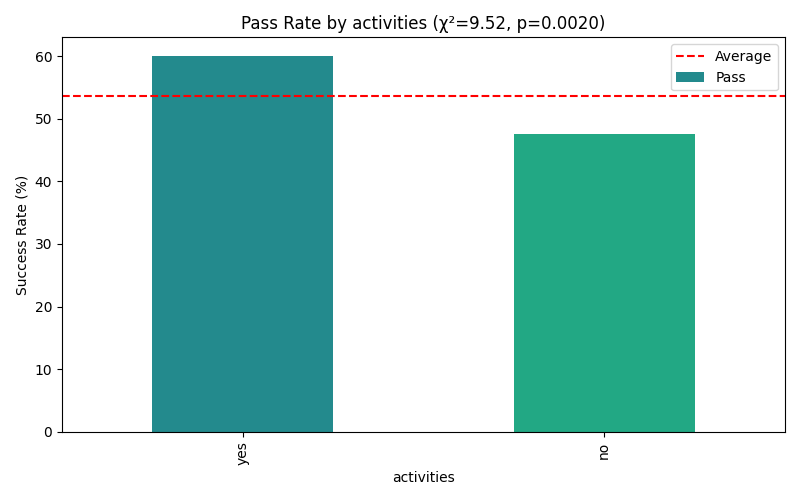 Pass Rate by activities (χ²=9.52, p=0.0020)
Average
Pass
Success Rate (%)
60
50
40
30
20
10
0
yes
no
activities